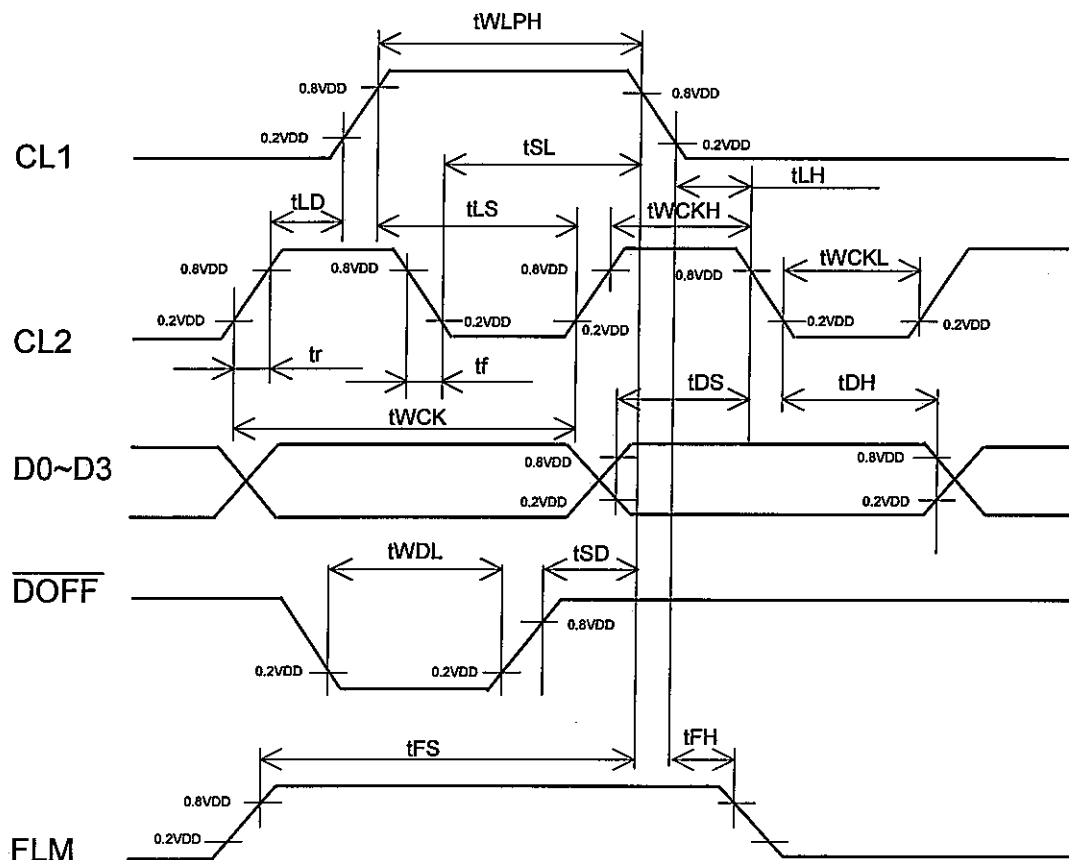 tWLPH
0.8VDD 0.8VDD
0.2VDD 0.2VDD
CL1
tSL
tLH
tLD tLS tWCKH
0.8VDD 0.8VDD 0.8VDD 0.8VDD tWCKL
0.2VDD 0.2VDD 0.2VDD 0.2VDD 0.2VDD
CL2
tr tf
tDS tDH
tWCK
D0~D3
0.8VDD 0.8VDD
0.2VDD 0.2VDD
tWDL tSD
DOFF
0.8VDD
0.2VDD 0.2VDD
tFS tFH
0.8VDD
0.2VDD
FLM